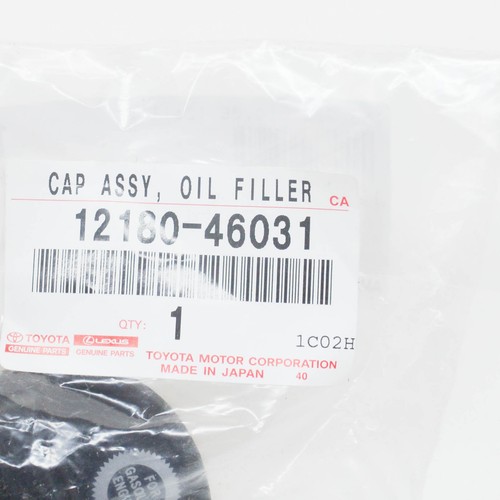 CAP ASSY, OIL FILLER CA
12180-46031
QTY: 1
1C02H
TOYOTA LEXUS
GENUINE PARTS GENUINE PARTS
TOYOTA MOTOR CORPORATION
MADE IN JAPAN 40
FOR